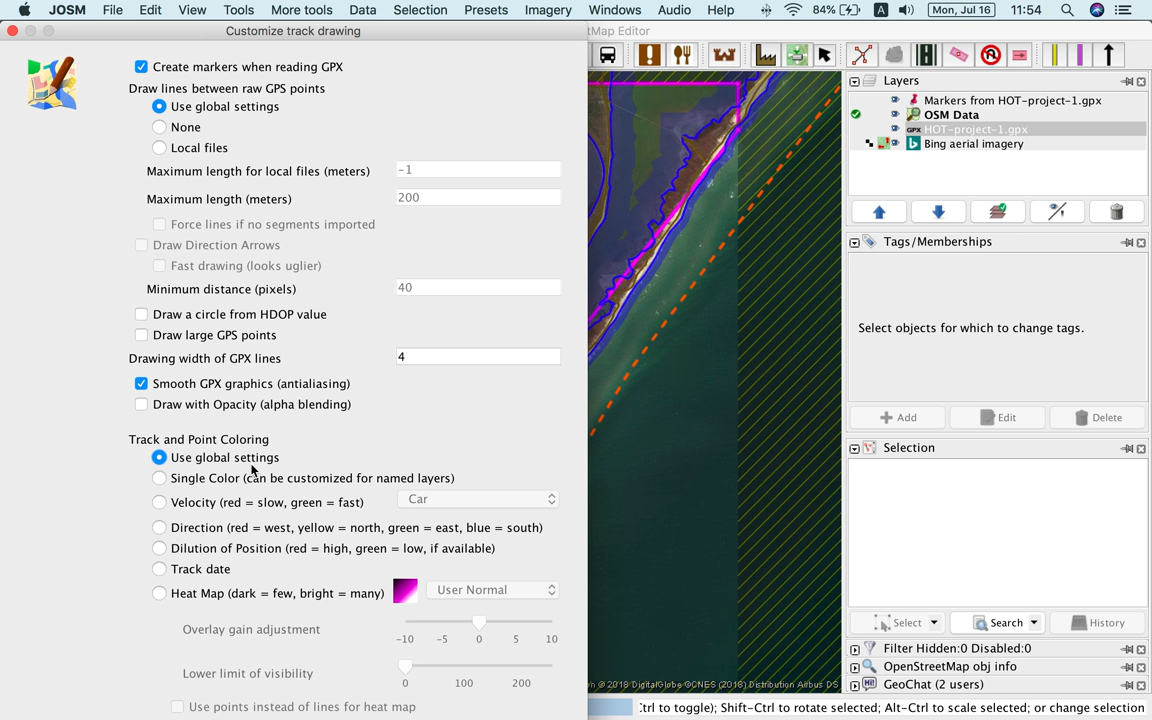 JOSM File Edit View Tools More tools Data Selection Presets Imagery Windows Audio Help 84% A Mon, Jul 16 11:54
Customize track drawing
tMap Editor
Create markers when reading GPX
Draw lines between raw GPS points
Use global settings
None
Local files
Maximum length for local files (meters) -1
Maximum length (meters) 200
Force lines if no segments imported
Draw Direction Arrows
Fast drawing (looks uglier)
Minimum distance (pixels) 40
Draw a circle from HDOP value
Draw large GPS points
Drawing width of GPX lines 4
Smooth GPX graphics (antialiasing)
Draw with Opacity (alpha blending)
Track and Point Coloring
Use global settings
Single Color (can be customized for named layers)
Velocity (red = slow, green = fast) Car
Direction (red = west, yellow = north, green = east, blue = south)
Dilution of Position (red = high, green = low, if available)
Track date
Heat Map (dark = few, bright = many) User Normal
Overlay gain adjustment
-10 -5 0 5 10
Lower limit of visibility
0 100 200
Use points instead of lines for heat map
Layers
Markers from HOT-project-1.gpx
OSM Data
GPX HOT-project-1.gpx
Bing aerial imagery
Tags/Memberships
Select objects for which to change tags.
Add Edit Delete
Selection
Select Search History
Filter Hidden:0 Disabled:0
OpenStreetMap obj info
Hi! GeoChat (2 users)
© 2018 DigitalGlobe ©CNES (2018) Distribution Airbus DS
trl to toggle); Shift-Ctrl to rotate selected; Alt-Ctrl to scale selected; or change selection